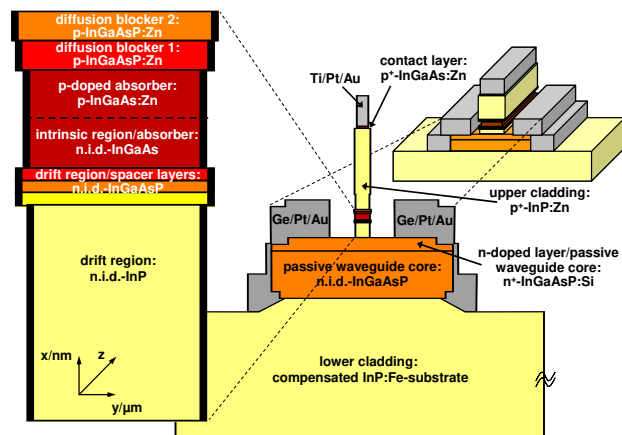 diffusion blocker 2:
p-InGaAsP:Zn
diffusion blocker 1:
p-InGaAsP:Zn
p-doped absorber:
p-InGaAs:Zn
intrinsic region/absorber:
n.i.d.-InGaAs
drift region/spacer layers:
n.i.d.-InGaAsP
drift region:
n.i.d.-InP
x/nm
z
y/µm
Ti/Pt/Au
contact layer:
p⁺-InGaAs:Zn
upper cladding:
p⁺-InP:Zn
Ge/Pt/Au
Ge/Pt/Au
n-doped layer/passive
waveguide core:
n⁺-InGaAsP:Si
passive waveguide core:
n.i.d.-InGaAsP
lower cladding:
compensated InP:Fe-substrate